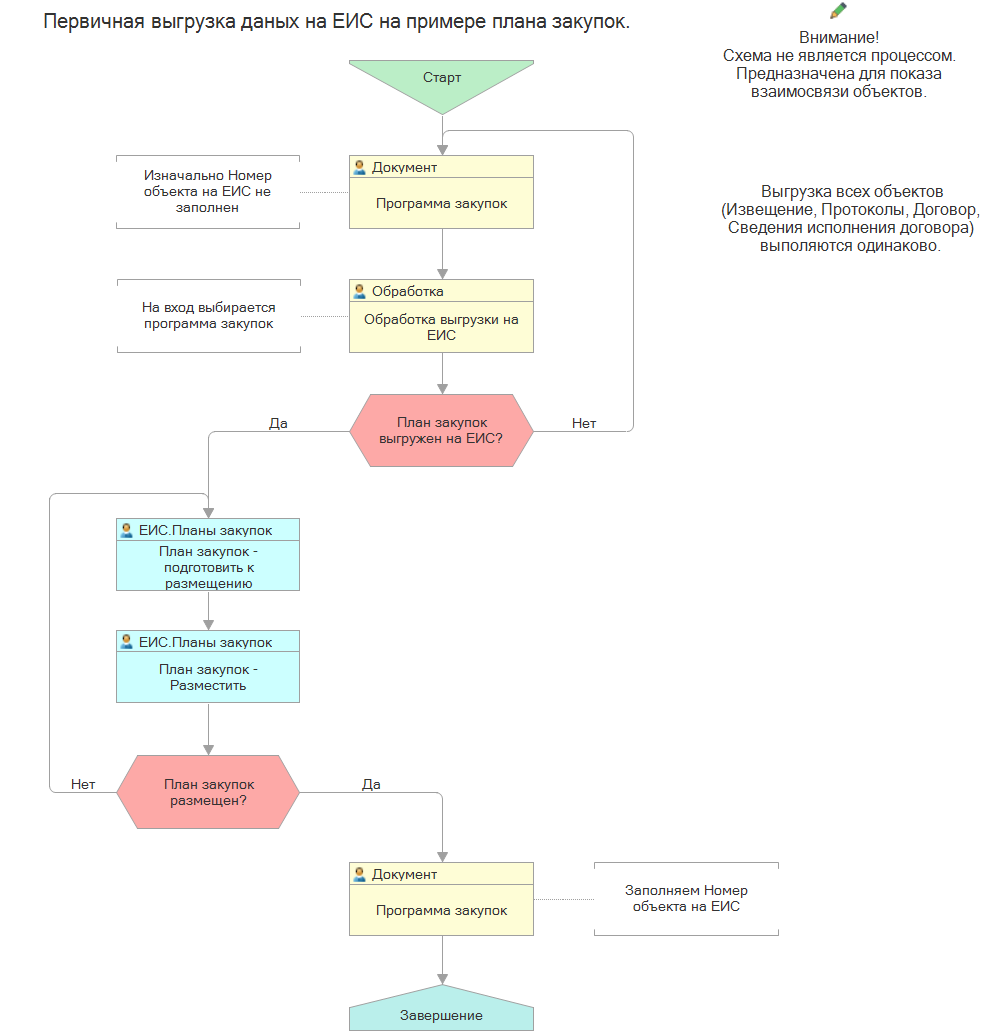 Первичная выгрузка даных на ЕИС на примере плана закупок.
Внимание!
Схема не является процессом.
Предназначена для показа
взаимосвязи объектов.
Старт
Изначально Номер
объекта на ЕИС не
заполнен
Документ
Программа закупок
Выгрузка всех объектов
(Извещение, Протоколы, Договор,
Сведения исполнения договора)
выполяются одинаково.
На вход выбирается
программа закупок
Обработка
Обработка выгрузки на
ЕИС
План закупок
выгружен на ЕИС?
Да
Нет
ЕИС.Планы закупок
План закупок -
подготовить к
размещению
ЕИС.Планы закупок
План закупок -
Разместить
План закупок
размещен?
Нет
Да
Документ
Программа закупок
Заполняем Номер
объекта на ЕИС
Завершение